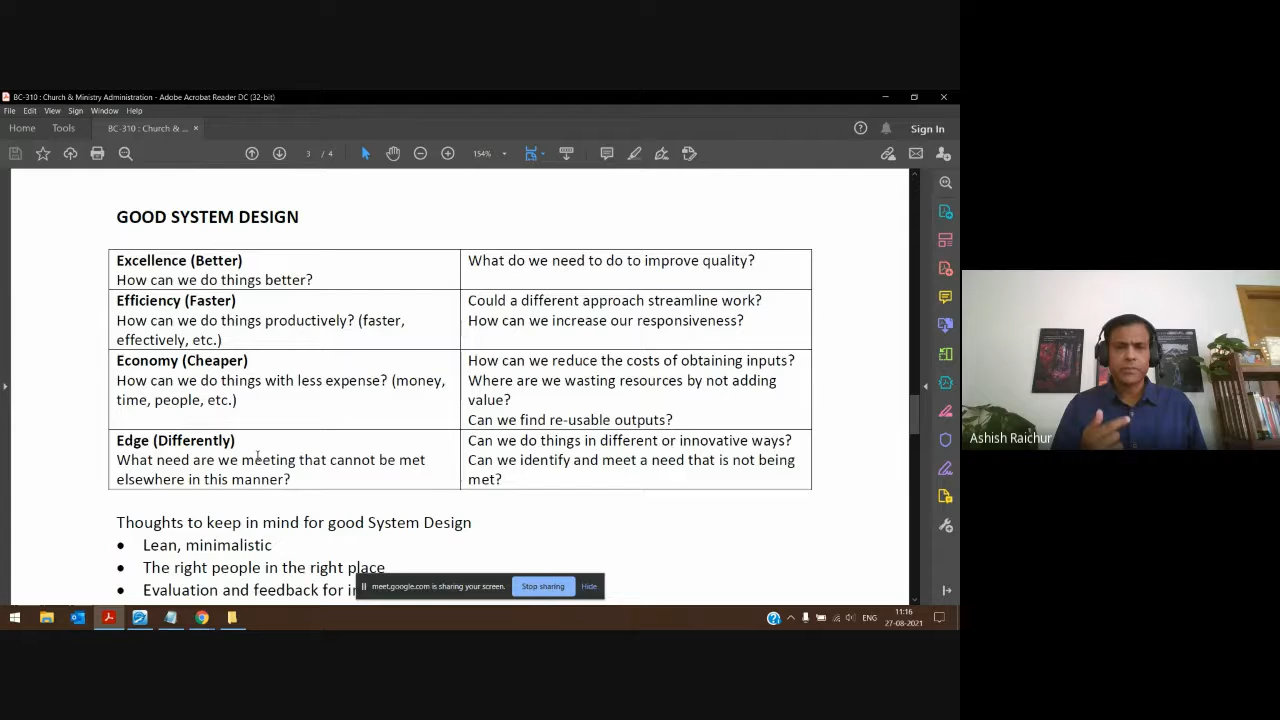 BC-310 : Church & Ministry Administration - Adobe Acrobat Reader DC (32-bit)
File Edit View Sign Window Help
Home Tools BC-310 : Church & ... × Sign In
3 / 4 154%
GOOD SYSTEM DESIGN
Excellence (Better)
How can we do things better?
What do we need to do to improve quality?
Efficiency (Faster)
How can we do things productively? (faster,
effectively, etc.)
Could a different approach streamline work?
How can we increase our responsiveness?
Economy (Cheaper)
How can we do things with less expense? (money,
time, people, etc.)
How can we reduce the costs of obtaining inputs?
Where are we wasting resources by not adding
value?
Can we find re-usable outputs?
Edge (Differently)
What need are we meeting that cannot be met
elsewhere in this manner?
Can we do things in different or innovative ways?
Can we identify and meet a need that is not being
met?
Thoughts to keep in mind for good System Design
• Lean, minimalistic
• The right people in the right place
• Evaluation and feedback for
meet.google.com is sharing your screen. Stop sharing Hide
ENG
11:16
27-08-2021
Ashish Raichur